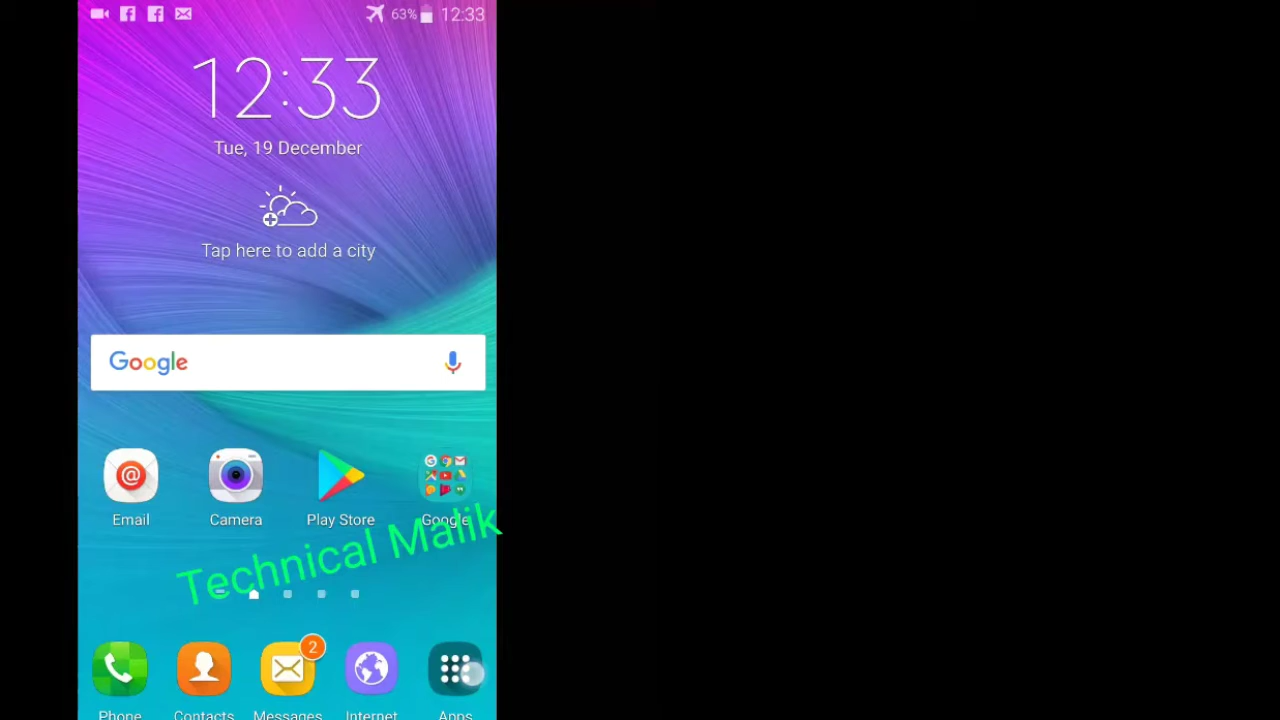 63% 12:33
12:33
Tue, 19 December
Tap here to add a city
Google
Email Camera Play Store Google
Technical Malik
2
Phone Contacts Messages Internet Apps